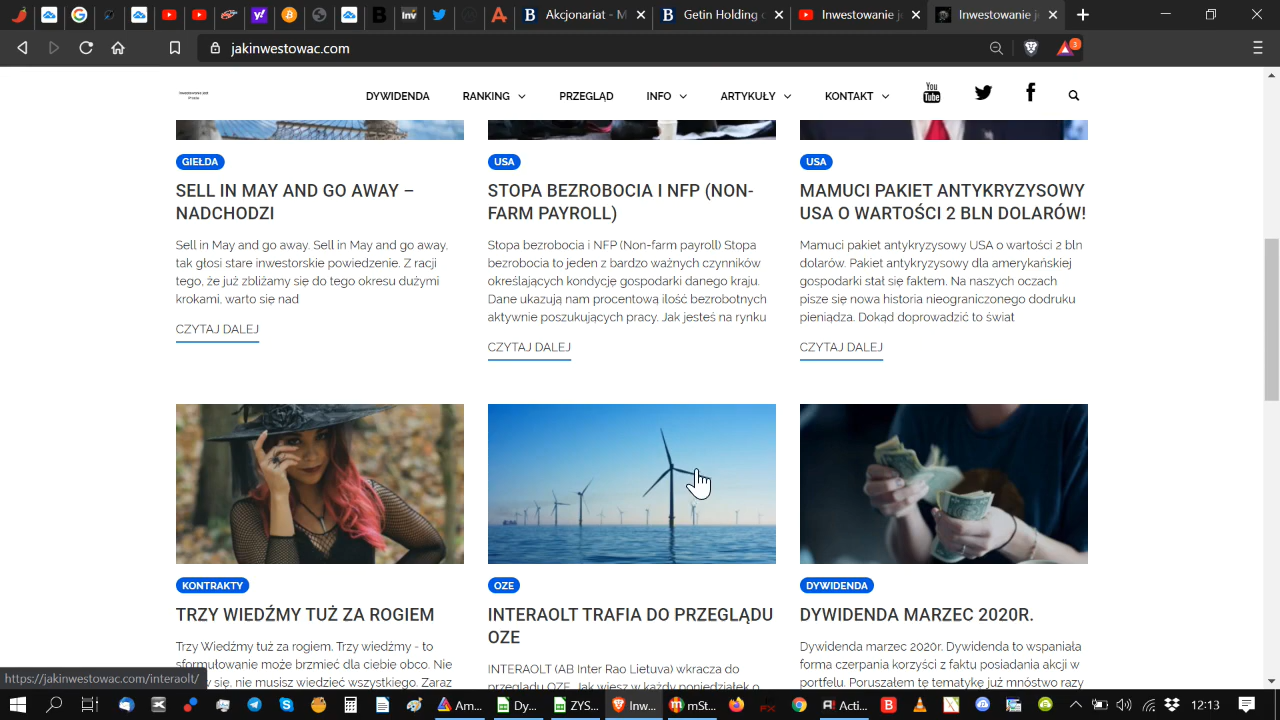 Akcjonariat - M
Getin Holding c
Inwestowanie j
Inwestowanie j
jakinwestowac.com
3
DYWIDENDA
RANKING
PRZEGLĄD
INFO
ARTYKUŁY
KONTAKT
You Tube
GIEŁDA
SELL IN MAY AND GO AWAY –
NADCHODZI
Sell in May and go away. Sell in May and go away,
tak głosi stare inwestorskie powiedzenie. Z racji
tego, że już zbliżamy się do tego okresu dużymi
krokami, warto się nad
CZYTAJ DALEJ
USA
STOPA BEZROBOCIA I NFP (NON-
FARM PAYROLL)
Stopa bezrobocia i NFP (Non-farm payroll) Stopa
bezrobocia to jeden z bardzo ważnych czynników
określających kondycję gospodarki danego kraju.
Dane ukazują nam procentową ilość bezrobotnych
aktywnie poszukujących pracy. Jak jesteś na rynku
CZYTAJ DALEJ
USA
MAMUCI PAKIET ANTYKRYZYSOWY
USA O WARTOŚCI 2 BLN DOLARÓW!
Mamuci pakiet antykryzysowy USA o wartości 2 bln
dolarów. Pakiet antykryzysowy dla amerykańskiej
gospodarki stał się faktem. Na naszych oczach
pisze się nowa historia nieograniczonego dodruku
pieniądza. Dokąd doprowadzić to świat
CZYTAJ DALEJ
KONTRAKTY
TRZY WIEDŹMY TUŻ ZA ROGIEM
Trzy Wiedźmy tuż za rogiem. Trzy wiedźmy - to
sformułowanie może brzmieć dla ciebie obco. Nie
się, nie musisz wiedzieć wszystkiego. Zaraz
OZE
INTERAOLT TRAFIA DO PRZEGLĄDU
OZE
INTERAOLT (AB Inter Rao Lietuva) wkracza do
przeglądu OZE. Jak wiesz w każdy poniedziałek o
DYWIDENDA
DYWIDENDA MARZEC 2020R.
Dywidenda marzec 2020r. Dywidenda to wspaniała
forma czerpania korzyści z faktu posiadania akcji w
portfelu. Poruszałem tę tematykę już mnóstwo razy
https://jakinwestowac.com/interaolt/
Am...
Dy...
ZYS...
Inw...
mSt...
Acti...
12:13